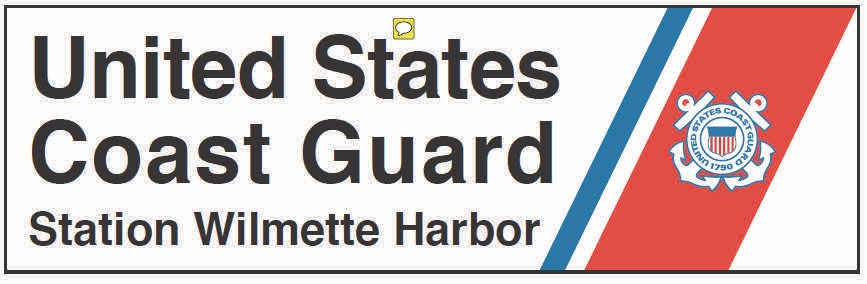 United States
Coast Guard
Station Wilmette Harbor
UNITED STATES COAST GUARD
1790